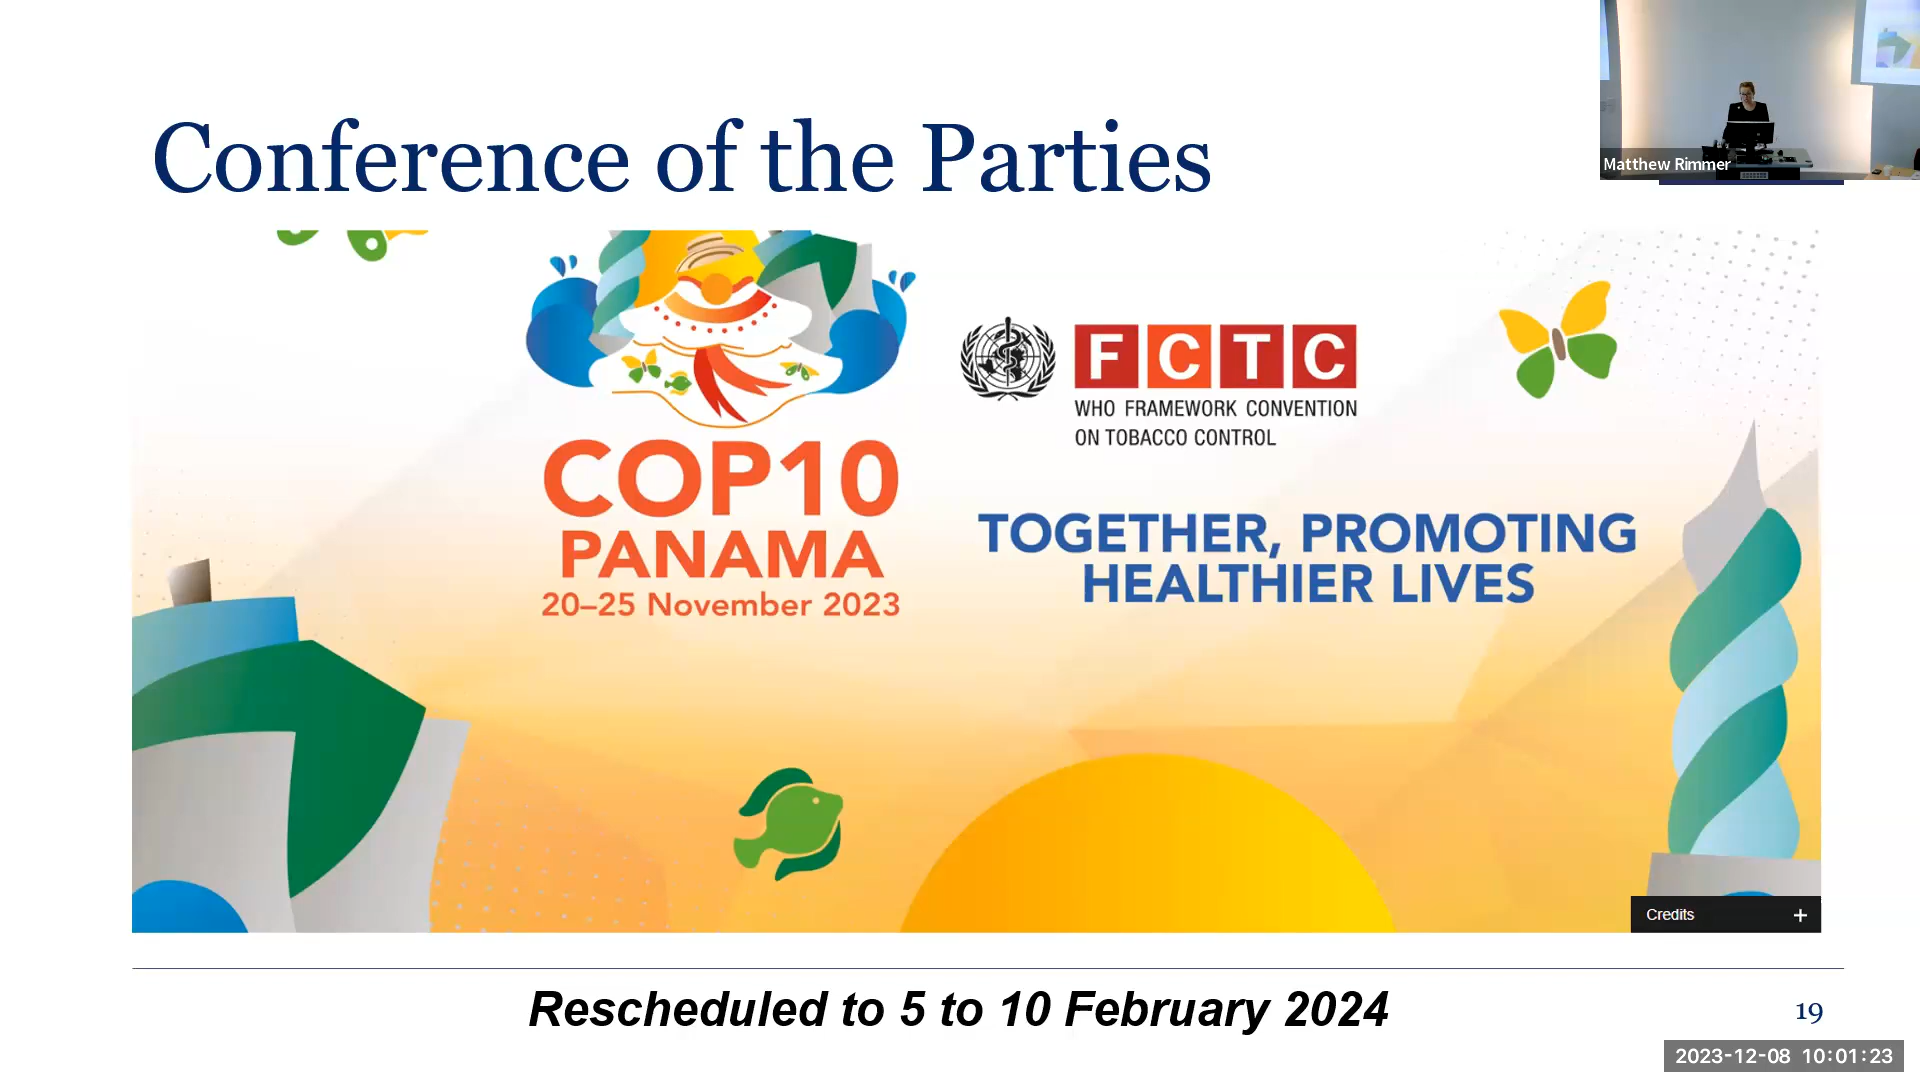 Conference of the Parties
Matthew Rimmer
FCTC
WHO FRAMEWORK CONVENTION
ON TOBACCO CONTROL
COP10
PANAMA
20–25 November 2023
TOGETHER, PROMOTING
HEALTHIER LIVES
Credits +
Rescheduled to 5 to 10 February 2024
19
2023-12-08 10:01:23